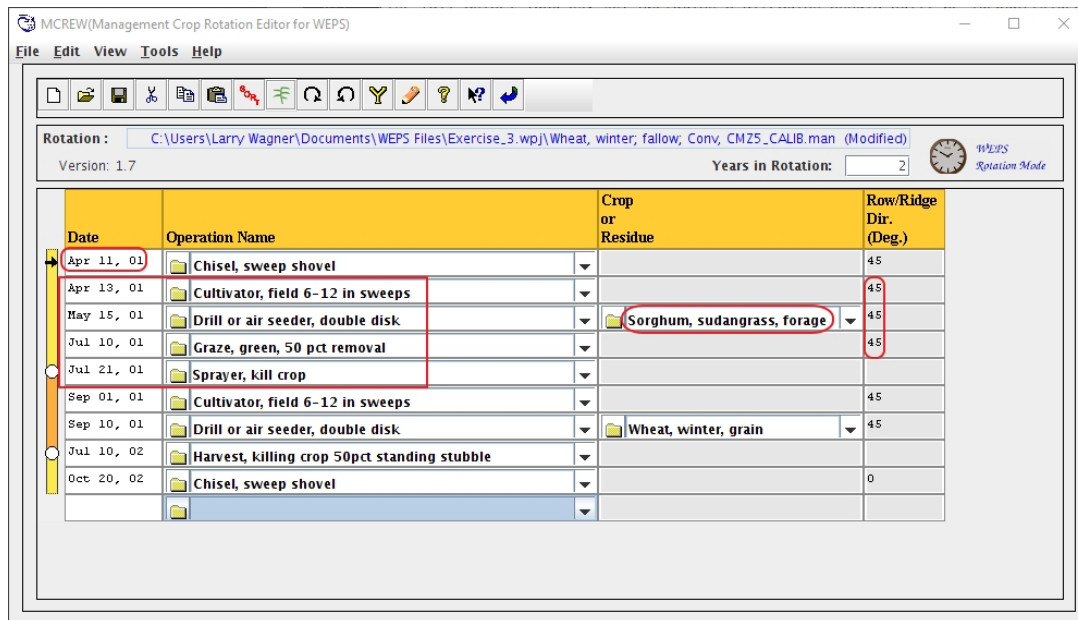 MCREW(Management Crop Rotation Editor for WEPS)
File Edit View Tools Help
SORT
Rotation : C:\Users\Larry Wagner\Documents\WEPS Files\Exercise_3.wpj\Wheat, winter; fallow; Conv, CMZ5_CALIB.man (Modified)
Version: 1.7 Years in Rotation: 2
WEPS
Rotation Mode
Date Operation Name Crop or Residue Row/Ridge Dir. (Deg.)
Apr 11, 01 Chisel, sweep shovel 45
Apr 13, 01 Cultivator, field 6-12 in sweeps 45
May 15, 01 Drill or air seeder, double disk Sorghum, sudangrass, forage 45
Jul 10, 01 Graze, green, 50 pct removal 45
Jul 21, 01 Sprayer, kill crop
Sep 01, 01 Cultivator, field 6-12 in sweeps 45
Sep 10, 01 Drill or air seeder, double disk Wheat, winter, grain 45
Jul 10, 02 Harvest, killing crop 50pct standing stubble
Oct 20, 02 Chisel, sweep shovel 0